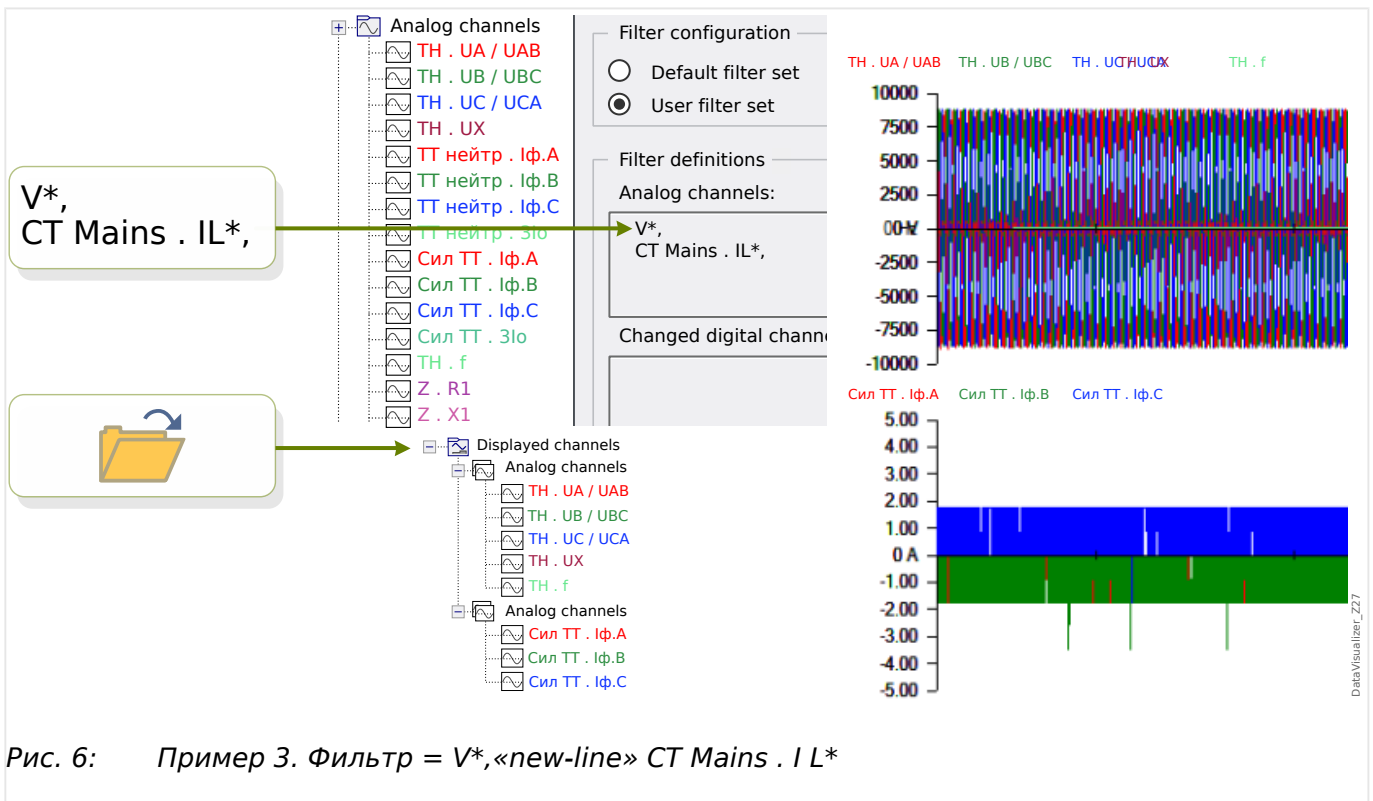 V*,
CT Mains . IL*,
Analog channels
TH . UA / UAB
TH . UB / UBC
TH . UC / UCA
TH . UX
ТТ нейтр . Iф.A
ТТ нейтр . Iф.B
ТТ нейтр . Iф.C
ТТ нейтр . 3Io
Сил ТТ . Iф.A
Сил ТТ . Iф.B
Сил ТТ . Iф.C
Сил ТТ . 3Io
TH . f
Z . R1
Z . X1
Filter configuration
Default filter set
User filter set
Filter definitions
Analog channels:
V*,
CT Mains . IL*,
Changed digital chann
Displayed channels
Analog channels
TH . UA / UAB
TH . UB / UBC
TH . UC / UCA
TH . UX
TH . f
Analog channels
Сил ТТ . Iф.A
Сил ТТ . Iф.B
Сил ТТ . Iф.C
TH . UA / UAB TH . UB / UBC TH . UC / UCA TH . UX TH . f
10000
7500
5000
2500
-2500
-5000
-7500
-10000
Сил ТТ . Iф.A Сил ТТ . Iф.B Сил ТТ . Iф.C
5.00
4.00
3.00
2.00
1.00
0 A
-1.00
-2.00
-3.00
-4.00
-5.00
DataVisualizer_Z27
Рис. 6: Пример 3. Фильтр = V*,«new-line» CT Mains . I L*